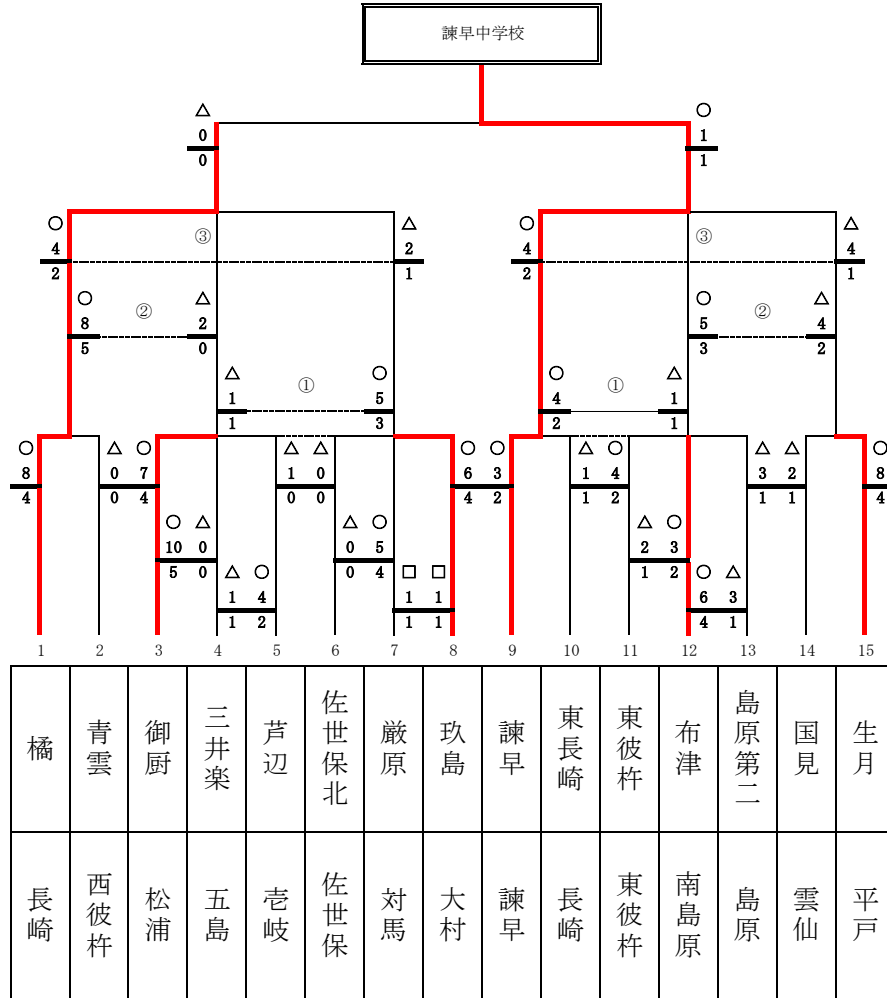 諫早中学校
△ ○
0 1
0 1
○ △ ○ △
4 ③ 2 4 ③ 4
2 1 2 1
○ △ ○ △
8 ② 2 5 ② 4
5 0 3 2
△ ① ○ ○ ① △
1 5 4 1
1 3 2 1
○ △ ○ △ △ ○ ○ △ ○ △ △ ○
8 0 7 1 0 6 3 1 4 3 2 8
4 0 4 0 0 4 2 1 2 1 1 4
○ △ △ ○ △ ○
10 0 0 5 2 3
5 0 0 4 1 2
△ ○ □ □ ○ △
1 4 1 1 6 3
1 2 1 1 4 1
1 2 3 4 5 6 7 8 9 10 11 12 13 14 15
橘 青雲 御厨 三井楽 芦辺 佐世保北 厳原 玖島 諫早 東長崎 東彼杵 布津 島原第二 国見 生月
長崎 西彼杵 松浦 五島 壱岐 佐世保 対馬 大村 諫早 長崎 東彼杵 南島原 島原 雲仙 平戸